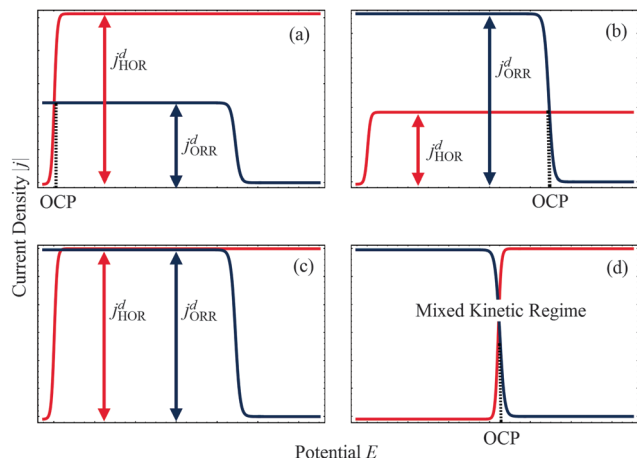 (a)
j^d_HOR
j^d_ORR
OCP
(b)
j^d_ORR
j^d_HOR
OCP
Current Density |j|
(c)
j^d_HOR
j^d_ORR
(d)
Mixed Kinetic Regime
OCP
Potential E